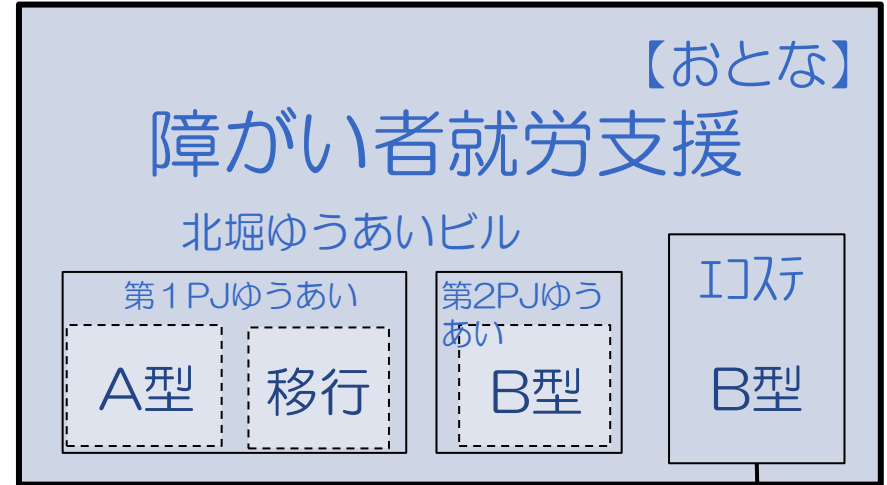 【おとな】
障がい者就労支援
北堀ゆうあいビル
第１PJゆうあい
A型
移行
第2PJゆう
あい
B型
エコステ
B型